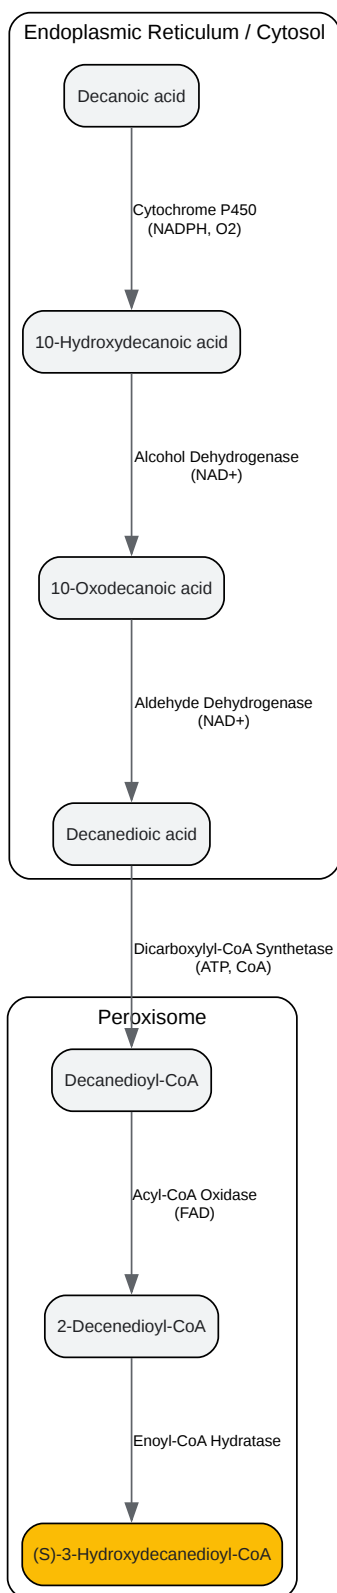 Endoplasmic Reticulum / Cytosol
Decanoic acid
Cytochrome P450
(NADPH, O2)
10-Hydroxydecanoic acid
Alcohol Dehydrogenase
(NAD+)
10-Oxodecanoic acid
Aldehyde Dehydrogenase
(NAD+)
Decanedioic acid
Dicarboxylyl-CoA Synthetase
(ATP, CoA)
Peroxisome
Decanedioyl-CoA
Acyl-CoA Oxidase
(FAD)
2-Decenedioyl-CoA
Enoyl-CoA Hydratase
(S)-3-Hydroxydecanedioyl-CoA